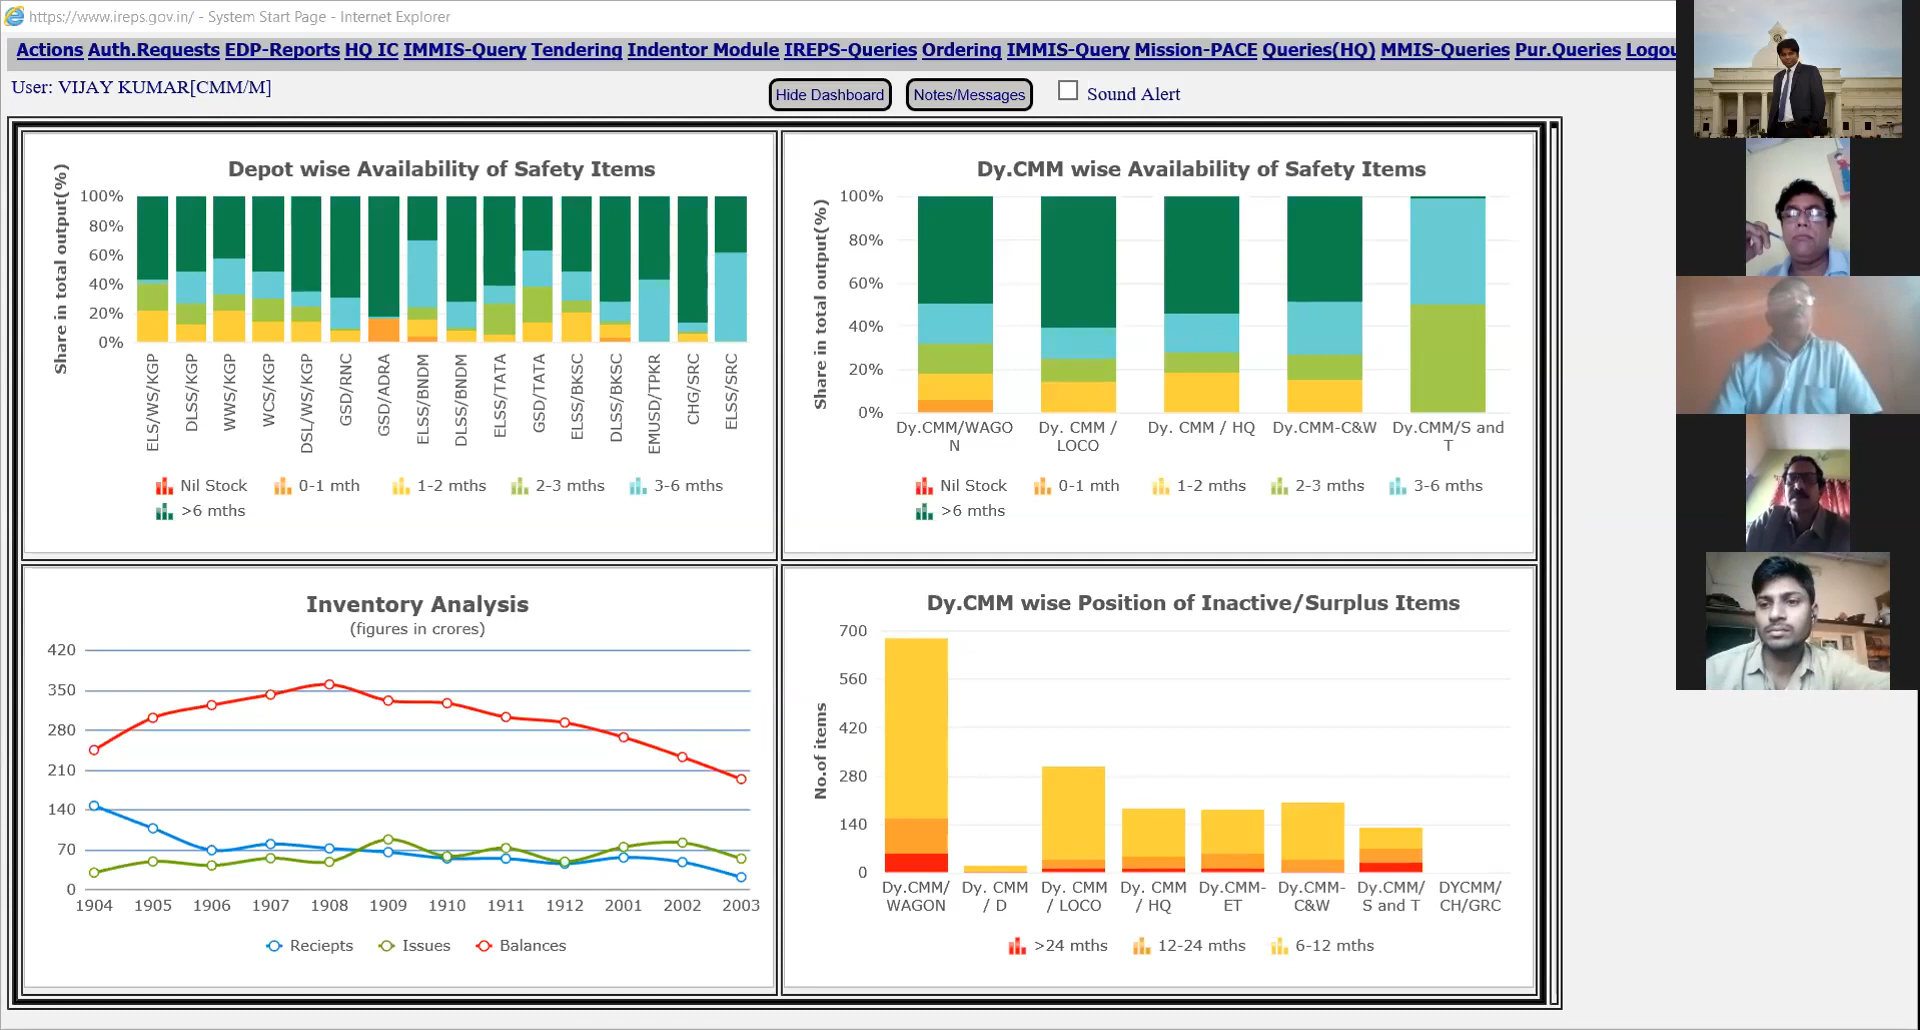 https://www.ireps.gov.in/ - System Start Page - Internet Explorer
Actions Auth.Requests EDP-Reports HQ IC IMMIS-Query Tendering Indentor Module IREPS-Queries Ordering IMMIS-Query Mission-PACE Queries(HQ) MMIS-Queries Pur.Queries Logou
User: VIJAY KUMAR[CMM/M]
Hide Dashboard
Notes/Messages
Sound Alert
Depot wise Availability of Safety Items
Share in total output(%)
100%
80%
60%
40%
20%
0%
ELS/WS/KGP
DLSS/KGP
WWS/KGP
WCS/KGP
DSL/WS/KGP
GSD/RNC
GSD/ADRA
ELSS/BNDM
DLSS/BNDM
ELSS/TATA
GSD/TATA
ELSS/BKSC
DLSS/BKSC
EMUSD/TPKR
CHG/SRC
ELSS/SRC
Nil Stock 0-1 mth 1-2 mths 2-3 mths 3-6 mths
>6 mths
Dy.CMM wise Availability of Safety Items
Share in total output(%)
100%
80%
60%
40%
20%
0%
Dy.CMM/WAGO
N
Dy. CMM /
LOCO
Dy. CMM / HQ
Dy.CMM-C&W
Dy.CMM/S and
T
Nil Stock 0-1 mth 1-2 mths 2-3 mths 3-6 mths
>6 mths
Inventory Analysis
(figures in crores)
420
350
280
210
140
70
0
1904 1905 1906 1907 1908 1909 1910 1911 1912 2001 2002 2003
Reciepts Issues Balances
Dy.CMM wise Position of Inactive/Surplus Items
No.of items
700
560
420
280
140
0
Dy.CMM/
WAGON
Dy. CMM
/ D
Dy. CMM
/ LOCO
Dy. CMM
/ HQ
Dy.CMM-
ET
Dy.CMM-
C&W
Dy.CMM/
S and T
DYCMM/
CH/GRC
>24 mths 12-24 mths 6-12 mths